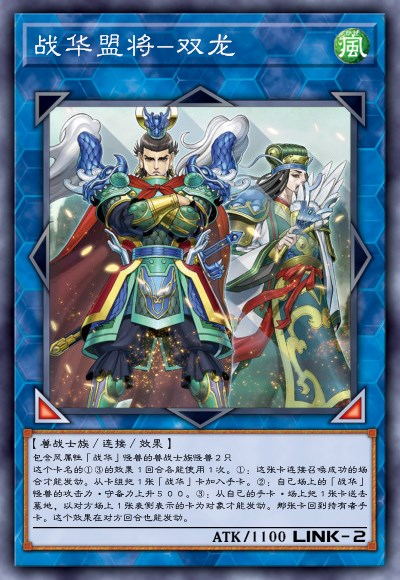 战华盟将-双龙
風
【兽战士族／连接／效果】
包含风属性「战华」怪兽的兽战士族怪兽2只
这个卡名的①③的效果1回合各能使用1次。①：这张卡连接召唤成功的场
合才能发动。从卡组把1张「战华」卡加入手卡。②：自己场上的「战华」
怪兽的攻击力·守备力上升500。③：从自己的手卡·场上把1张卡送去
墓地，以对方场上1张表侧表示的卡为对象才能发动。那张卡回到持有者手
卡。这个效果在对方回合也能发动。
ATK/1100 LINK-2